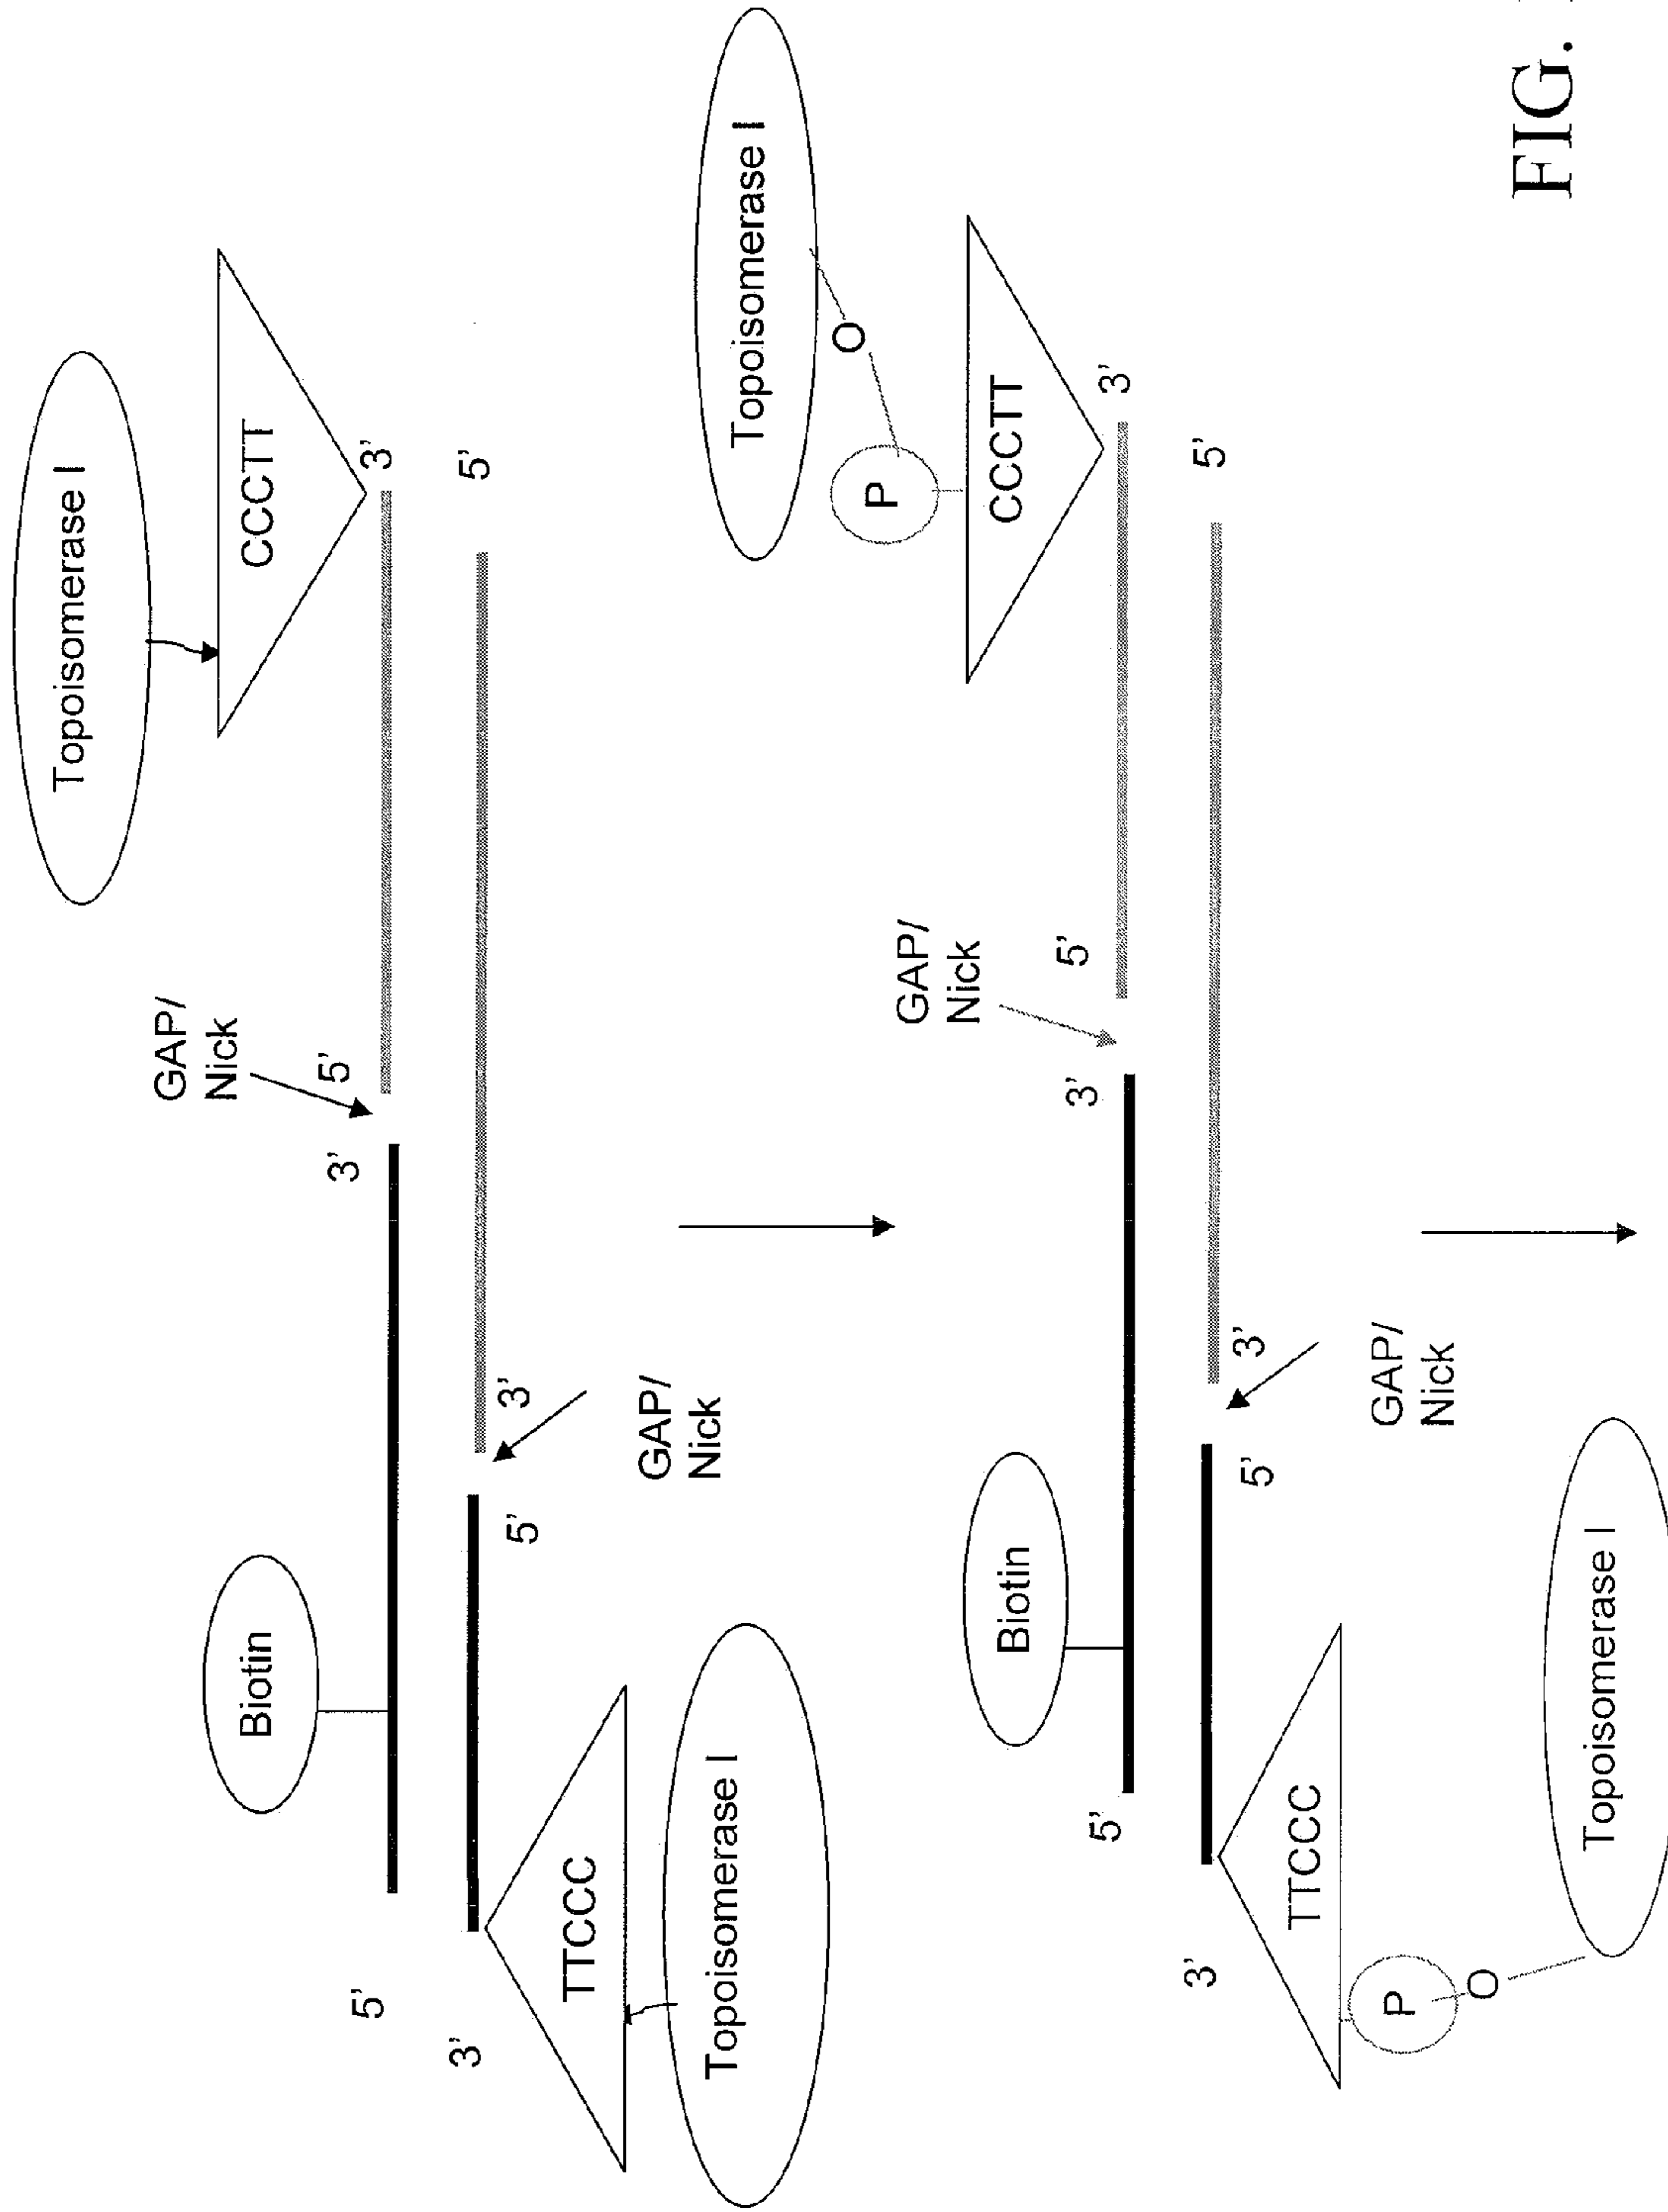 Topoisomerase I
GAP/
Nick
Biotin
CCCTT
5'
3'
5'
3'
3'
5'
5'
3'
TTCCC
GAP/
Nick
Topoisomerase I
Topoisomerase I
O
P
GAP/
Nick
Biotin
CCCTT
5'
3'
5'
3'
3'
5'
5'
3'
TTCCC
GAP/
Nick
P
O
Topoisomerase I
FIG.